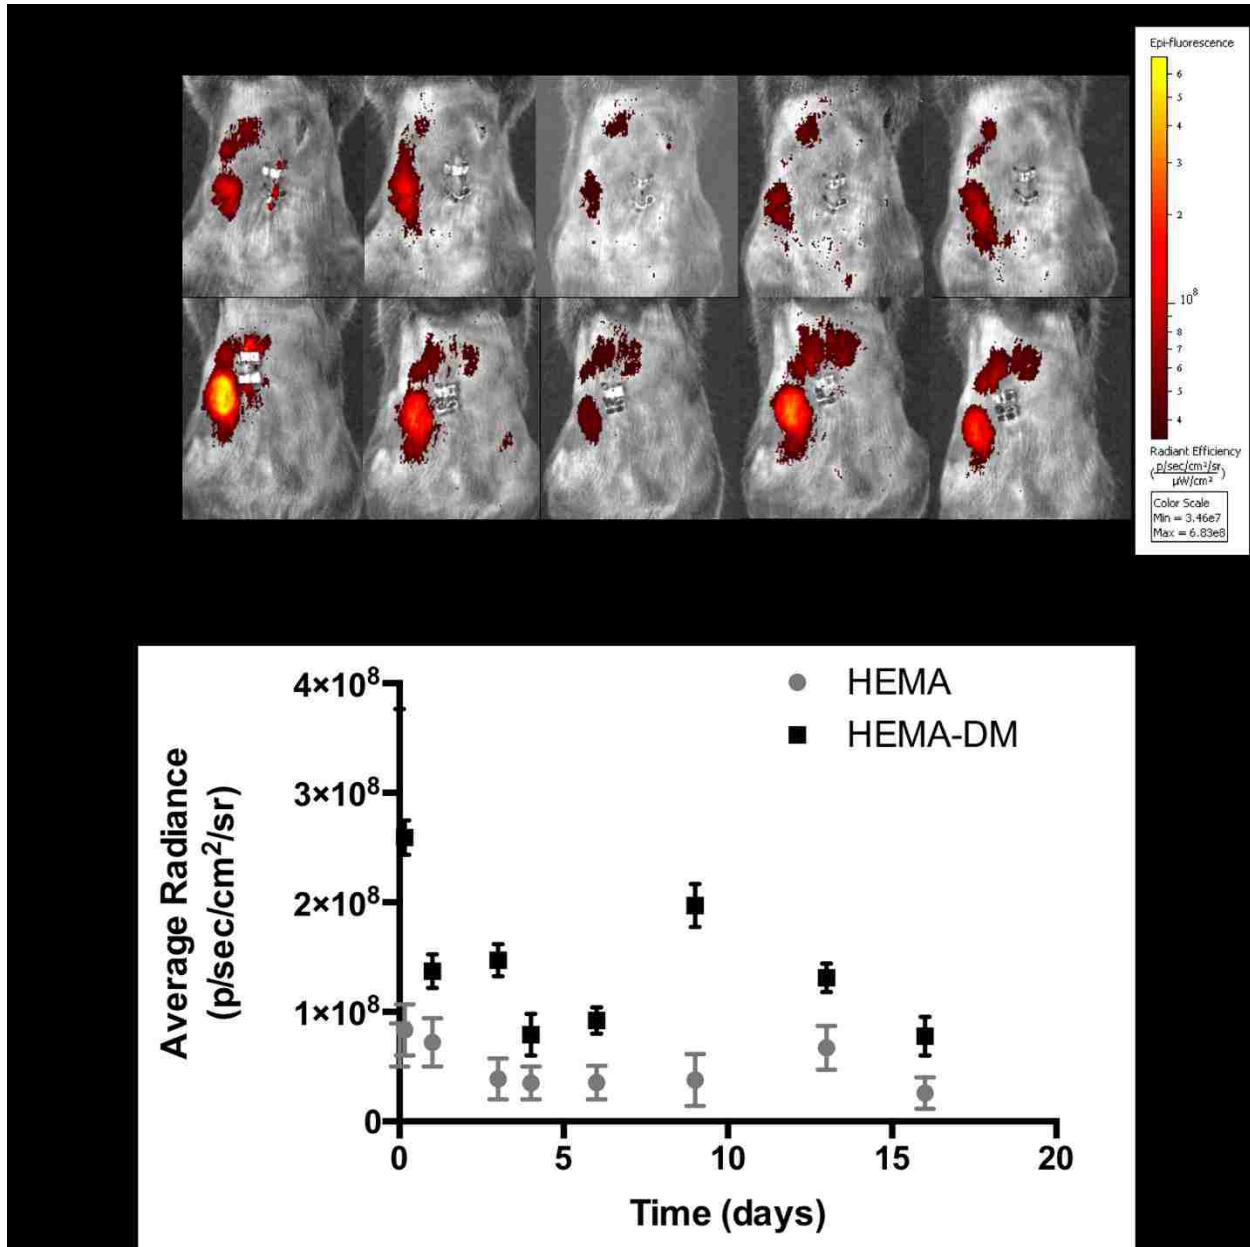 Epi-fluorescence
6
5
4
3
2
10⁸
8
7
6
5
4
Radiant Efficiency
(p/sec/cm²/sr / µW/cm²)
Color Scale
Min = 3.46e7
Max = 6.83e8
HEMA
HEMA-DM
Average Radiance
(p/sec/cm²/sr)
4×10⁸
3×10⁸
2×10⁸
1×10⁸
0
0 5 10 15 20
Time (days)